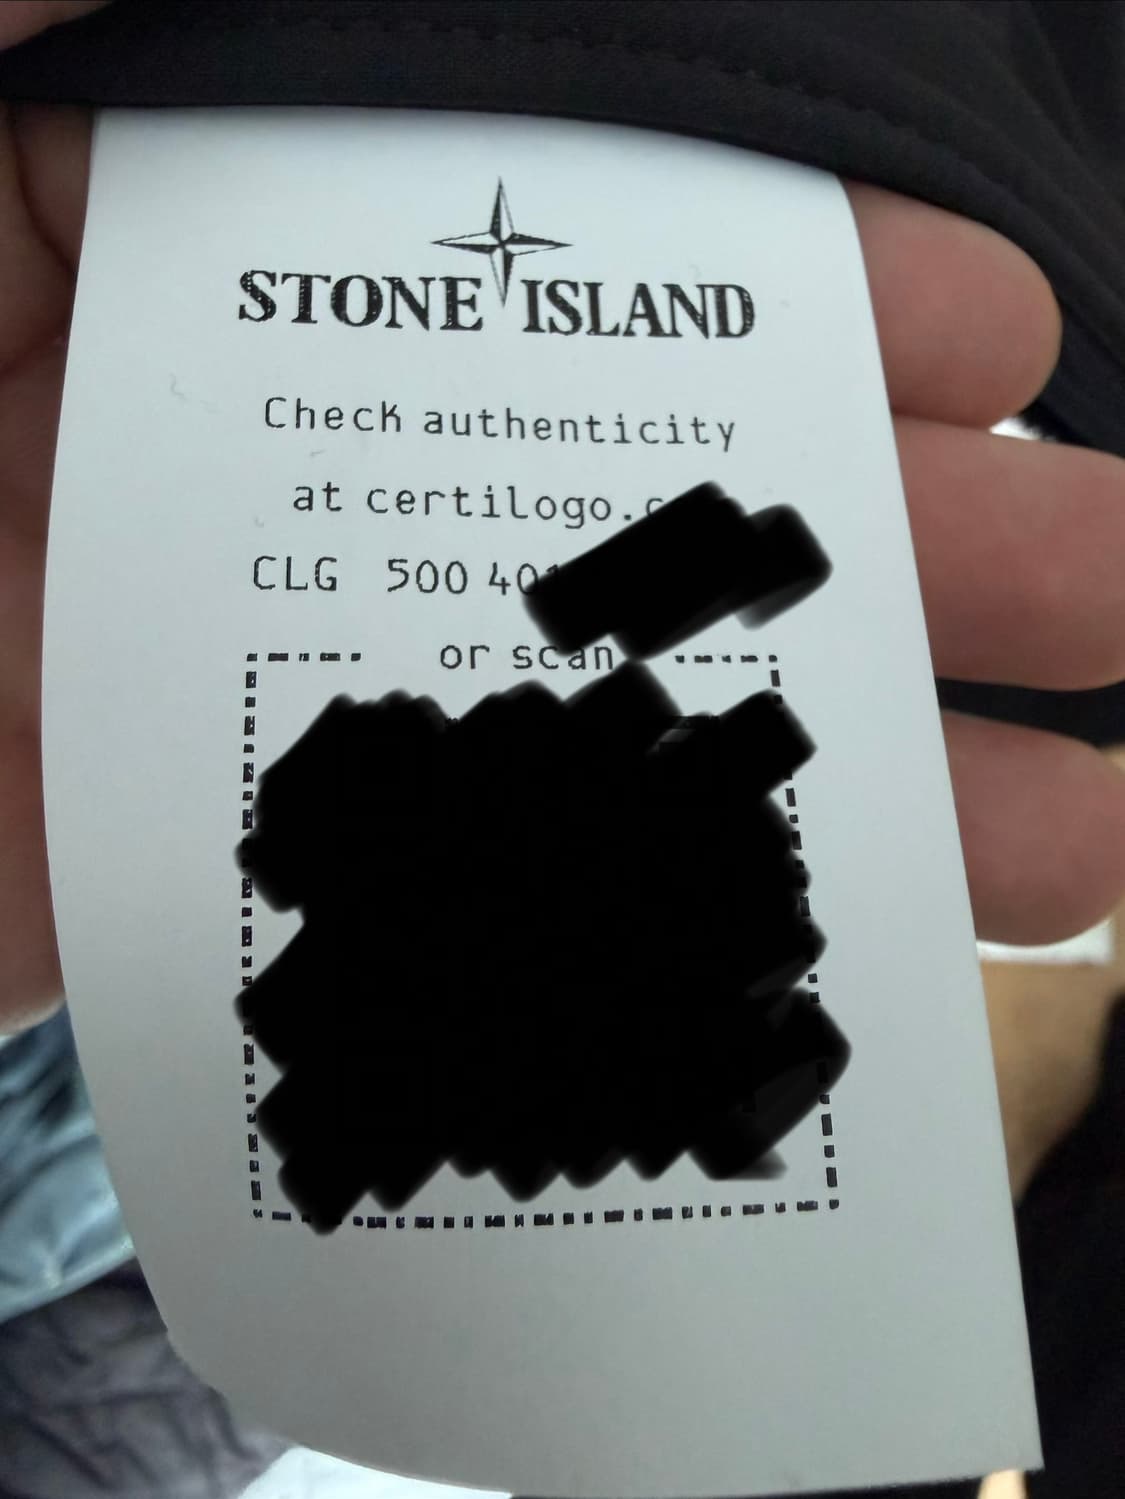 STONE ISLAND
Check authenticity
at certilogo.
CLG 500 40
or scan